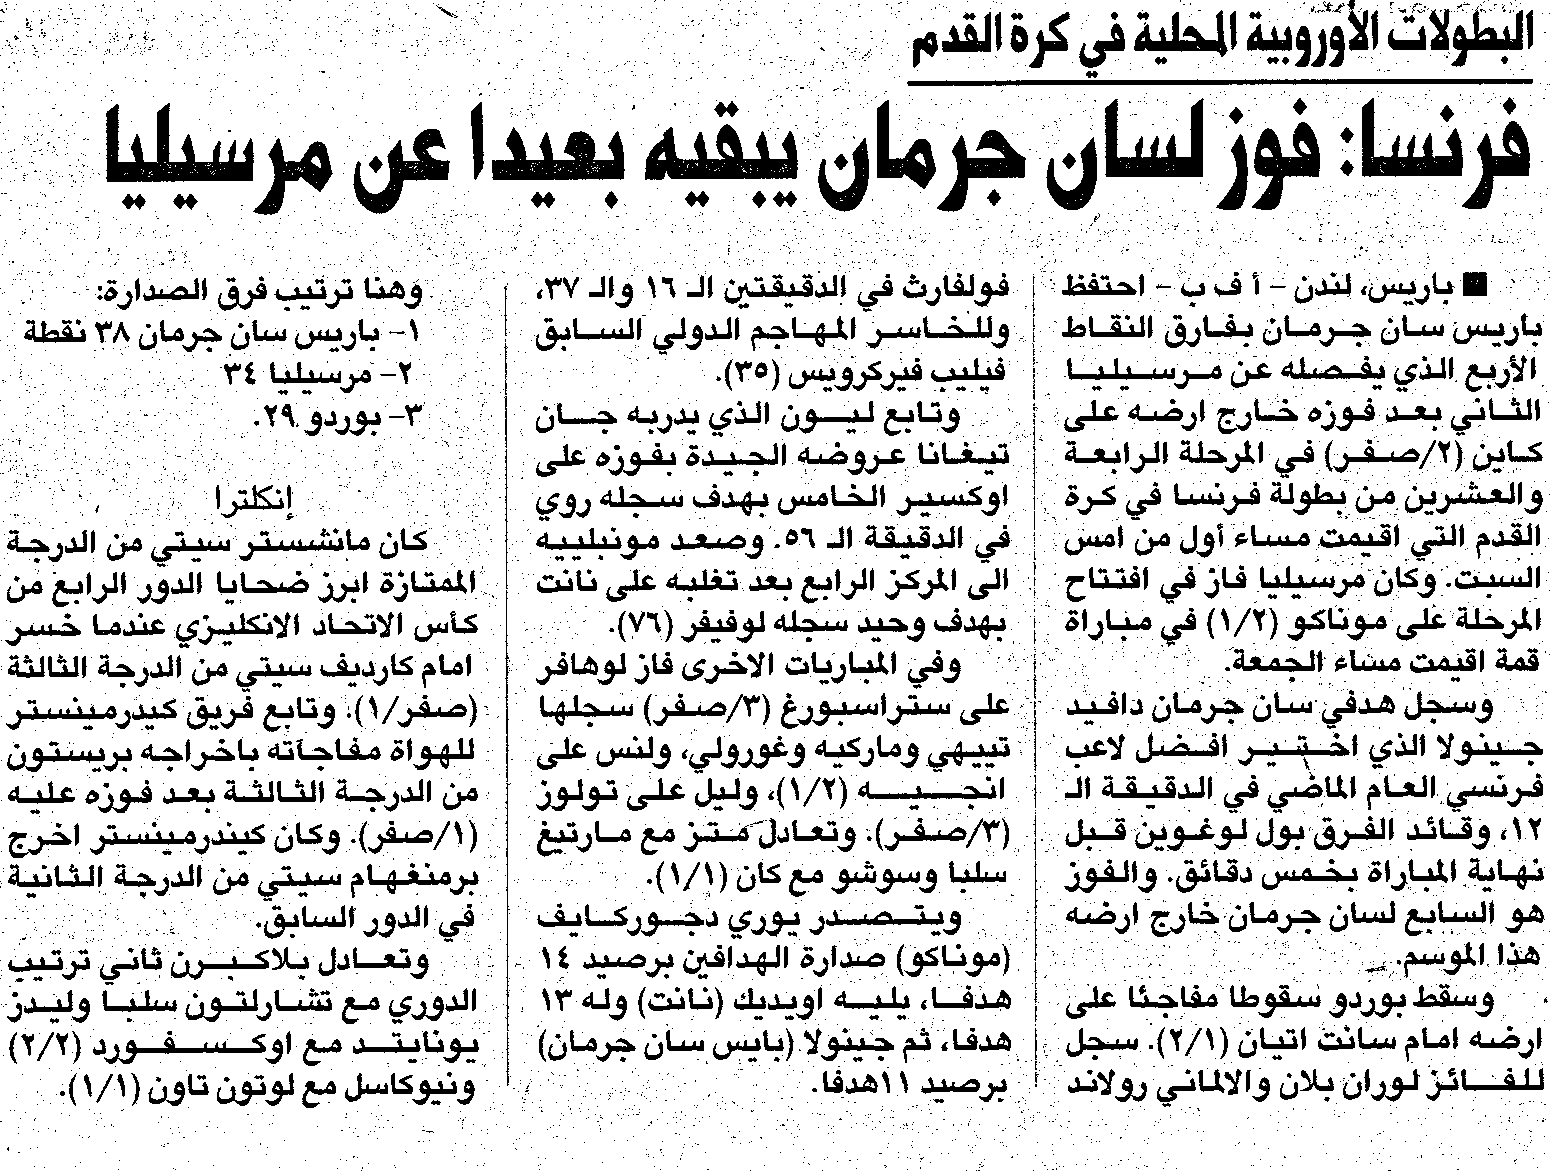 البطولات الأوروبية المحلية في كرة القدم
فرنسا: فوز لسان جرمان يبقيه بعيدا عن مرسيليا
■ باريس، لندن - أ ف ب - احتفظ
باريس سان جرمان بفارق النقاط
الأربع الذي يفصله عن مرسيليا
الثاني بعد فوزه خارج ارضه على
كاين (٢/صفر) في المرحلة الرابعة
والعشرين من بطولة فرنسا في كرة
القدم التي اقيمت مساء أول من امس
السبت. وكان مرسيليا فاز في افتتاح
المرحلة على موناكو (١/٢) في مباراة
قمة اقيمت مساء الجمعة.
وسجل هدفي سان جرمان دافيد
جينولا الذي اختير افضل لاعب
فرنسي العام الماضي في الدقيقة الـ
١٢، وقائد الفرق بول لوغوين قبل
نهاية المباراة بخمس دقائق. والفوز
هو السابع لسان جرمان خارج ارضه
هذا الموسم.
وسقط بوردو سقوطا مفاجئا على
ارضه امام سانت اتيان (٢/١). سجل
للفائز لوران بلان والالماني رولاند
فولفارث في الدقيقتين الـ ١٦ والـ ٣٧،
وللخاسر المهاجم الدولي السابق
فيليب فيركرويس (٣٥).
وتابع ليون الذي يدربه جان
تيغانا عروضه الجيدة بفوزه على
اوكسير الخامس بهدف سجله روي
في الدقيقة الـ ٥٦. وصعد مونبلييه
الى المركز الرابع بعد تغلبه على نانت
بهدف وحيد سجله لوفيفر (٧٦).
وفي المباريات الاخرى فاز لوهافر
على ستراسبورغ (٣/صفر) سجلها
تييهي وماركيه وغورولي، ولنس على
انجيـه (١/٢)، وليل على تولوز
(٣/صفر). وتعادل متز مع مارتيغ
سلبا وسوشو مع كان (١/١).
ويتصدر يوري دجوركايف
(موناكو) صدارة الهدافين برصيد ١٤
هدفا، يليه اويديك (نانت) وله ١٣
هدفا، ثم جينولا (بايس سان جرمان)
برصيد ١١هدفا.
وهنا ترتيب فرق الصدارة:
١- باريس سان جرمان ٣٨ نقطة
٢- مرسيليا ٣٤
٣- بوردو ٢٩.
إنكلترا
كان مانشستر سيتي من الدرجة
الممتازة ابرز ضحايا الدور الرابع من
كأس الاتحاد الانكليزي عندما خسر
امام كارديف سيتي من الدرجة الثالثة
(صفر/١). وتابع فريق كيدرمينستر
للهواة مفاجآته باخراجه بريستون
من الدرجة الثالثة بعد فوزه عليه
(١/صفر). وكان كيندرمينستر اخرج
برمنغهام سيتي من الدرجة الثانية
في الدور السابق.
وتعادل بلاكبرن ثاني ترتيب
الدوري مع تشارلتون سلبا وليدز
يونايتد مع اوكسفورد (٢/٢)
ونيوكاسل مع لوتون تاون (١/١).